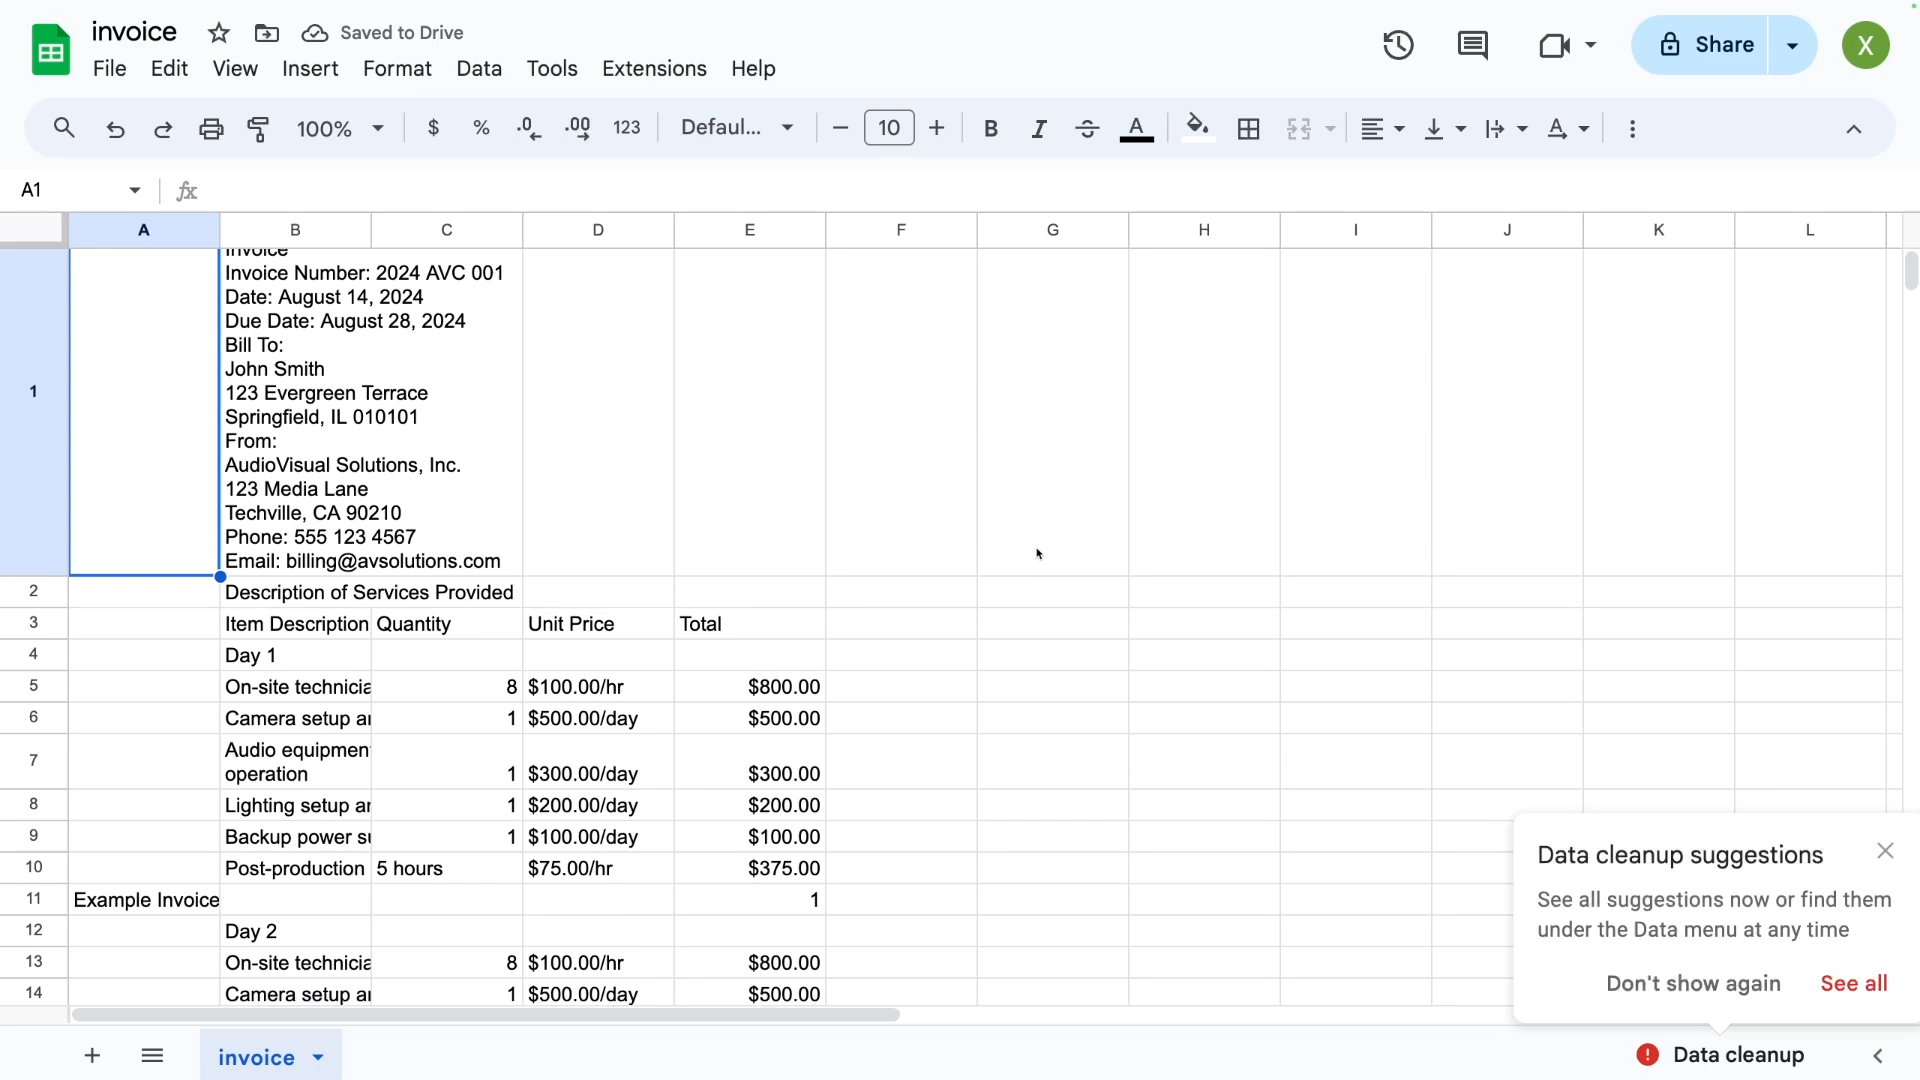 invoice Saved to Drive
File Edit View Insert Format Data Tools Extensions Help
Share
X
100% $ % .0 .00 123 Defaul... 10 B I A
A1 fx
A B C D E F G H I J K L
1
Invoice
Invoice Number: 2024 AVC 001
Date: August 14, 2024
Due Date: August 28, 2024
Bill To:
John Smith
123 Evergreen Terrace
Springfield, IL 010101
From:
AudioVisual Solutions, Inc.
123 Media Lane
Techville, CA 90210
Phone: 555 123 4567
Email: billing@avsolutions.com
2 Description of Services Provided
3 Item Description Quantity Unit Price Total
4 Day 1
5 On-site technicia 8 $100.00/hr $800.00
6 Camera setup 1 $500.00/day $500.00
7 Audio equipmen
operation 1 $300.00/day $300.00
8 Lighting setup 1 $200.00/day $200.00
9 Backup power 1 $100.00/day $100.00
10 Post-production 5 hours $75.00/hr $375.00
11 Example Invoice 1
12 Day 2
13 On-site technicia 8 $100.00/hr $800.00
14 Camera setup 1 $500.00/day $500.00
Data cleanup suggestions
See all suggestions now or find them
under the Data menu at any time
Don't show again See all
invoice
Data cleanup